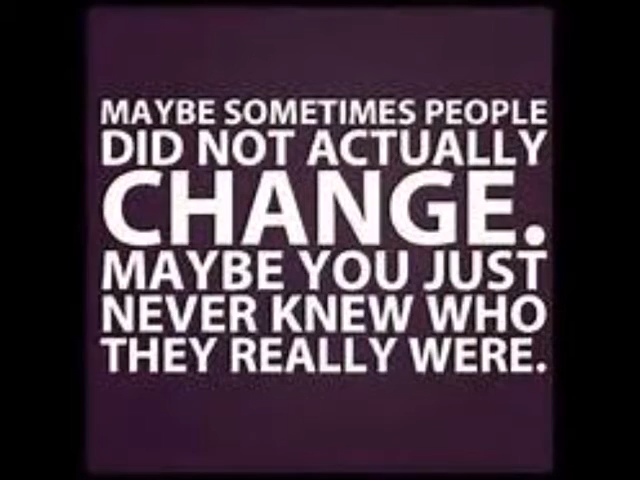 MAYBE SOMETIMES PEOPLE
DID NOT ACTUALLY
CHANGE.
MAYBE YOU JUST
NEVER KNEW WHO
THEY REALLY WERE.